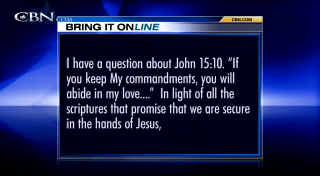 CBN .COM
CBN.COM
BRING IT ONLINE
I have a question about John 15:10. “If
you keep My commandments, you will
abide in my love....”  In light of all the
scriptures that promise that we are secure
in the hands of Jesus,